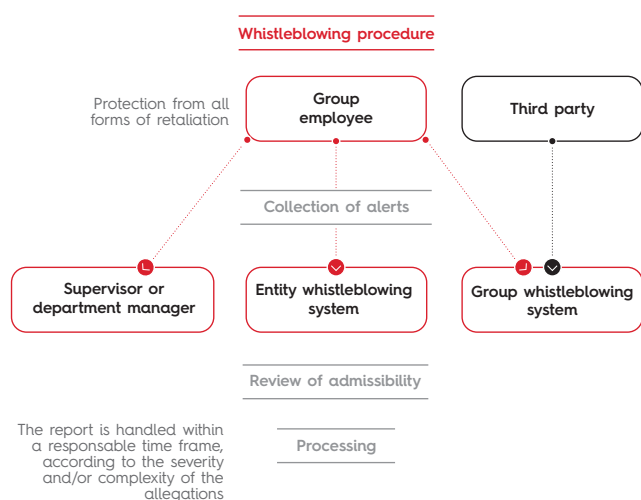 Whistleblowing procedure
Protection from all
forms of retaliation
Group
employee
Third party
Collection of alerts
Supervisor or
department manager
Entity whistleblowing
system
Group whistleblowing
system
Review of admissibility
The report is handled within
a responsable time frame,
according to the severity
and/or complexity of the
allegations
Processing